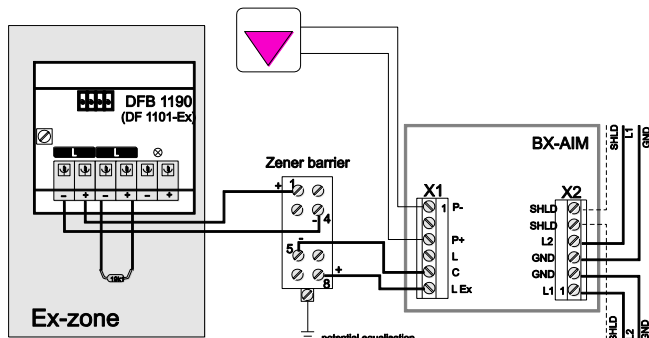 DFB 1190
(DF 1101-Ex)
L
L
- + - + - +
10k
Ex-zone
Zener barrier
+ 1
- 4
-
5
+
8
potential equalisation
BX-AIM
X1
1 P-
P+
L
C
L Ex
X2
SHLD
SHLD
L2
GND
GND
L1 1
SHLD
L1
GND
SHLD
L2
GND